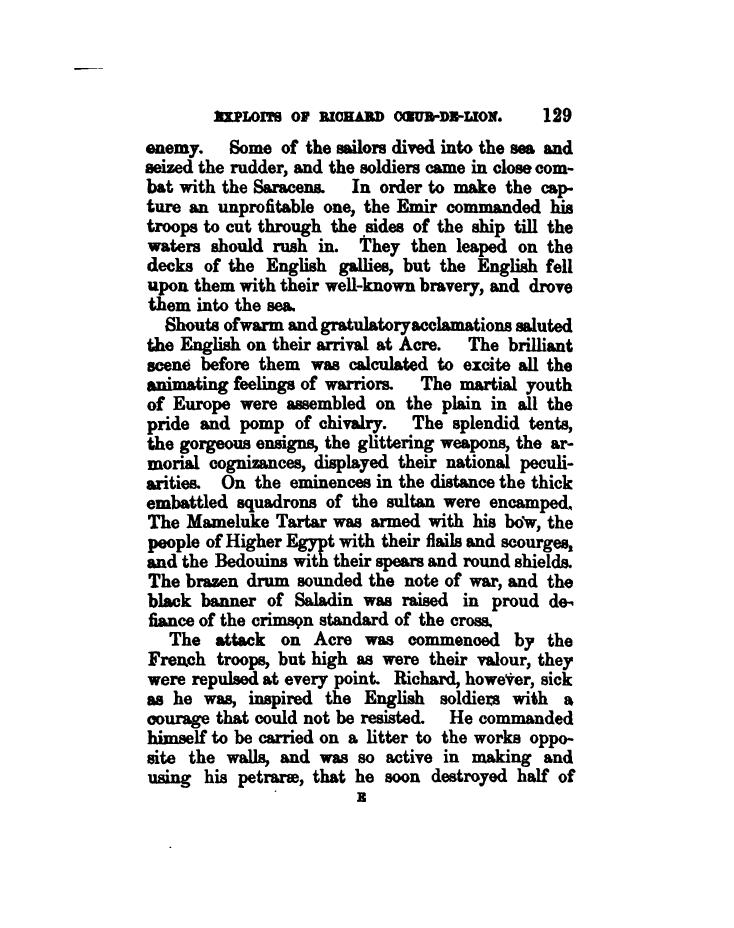 EXPLOITS OF RICHARD CŒUR-DE-LION. 129
enemy. Some of the sailors dived into the sea and
seized the rudder, and the soldiers came in close com-
bat with the Saracens. In order to make the cap-
ture an unprofitable one, the Emir commanded his
troops to cut through the sides of the ship till the
waters should rush in. They then leaped on the
decks of the English gallies, but the English fell
upon them with their well-known bravery, and drove
them into the sea.
Shouts of warm and gratulatory acclamations saluted
the English on their arrival at Acre. The brilliant
scene before them was calculated to excite all the
animating feelings of warriors. The martial youth
of Europe were assembled on the plain in all the
pride and pomp of chivalry. The splendid tents,
the gorgeous ensigns, the glittering weapons, the ar-
morial cognizances, displayed their national peculi-
arities. On the eminences in the distance the thick
embattled squadrons of the sultan were encamped.
The Mameluke Tartar was armed with his bow, the
people of Higher Egypt with their flails and scourges,
and the Bedouins with their spears and round shields.
The brazen drum sounded the note of war, and the
black banner of Saladin was raised in proud de-
fiance of the crimson standard of the cross.
The attack on Acre was commenced by the
French troops, but high as were their valour, they
were repulsed at every point. Richard, however, sick
as he was, inspired the English soldiers with a
courage that could not be resisted. He commanded
himself to be carried on a litter to the works oppo-
site the walls, and was so active in making and
using his petraræ, that he soon destroyed half of
E